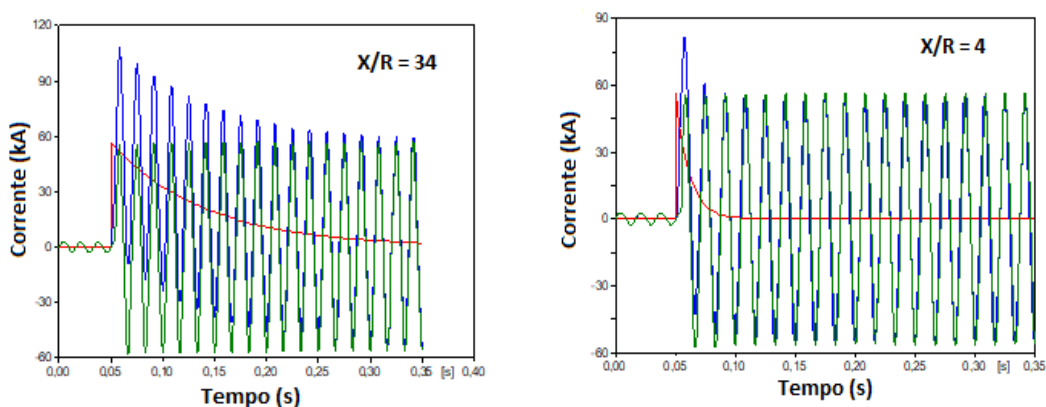 120
90
60
30
0
-30
-60
Corrente (kA)
X/R = 34
0,00 0,05 0,10 0,15 0,20 0,25 0,30 0,35 [s] 0,40
Tempo (s)
90
60
30
0
-30
-60
Corrente (kA)
X/R = 4
0,00 0,05 0,10 0,15 0,20 0,25 0,30 [s] 0,35
Tempo (s)